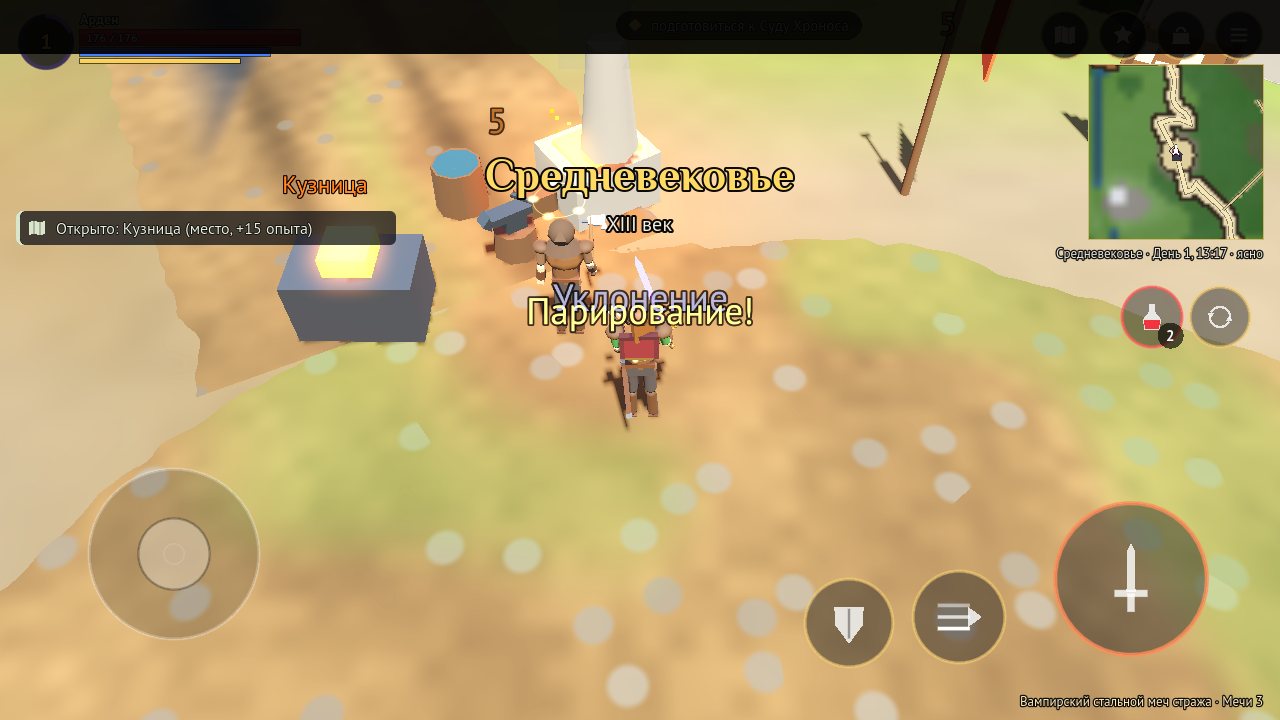 Арден
1
176 / 176
подготовиться к Суду Хроноса
5
5
Средневековье
Кузница
XIII век
Открыто: Кузница (место, +15 опыта)
Средневековье · День 1, 13:17 · ясно
Уклонение
Парирование!
2
Вампирский стальной меч стража · Мечи 3